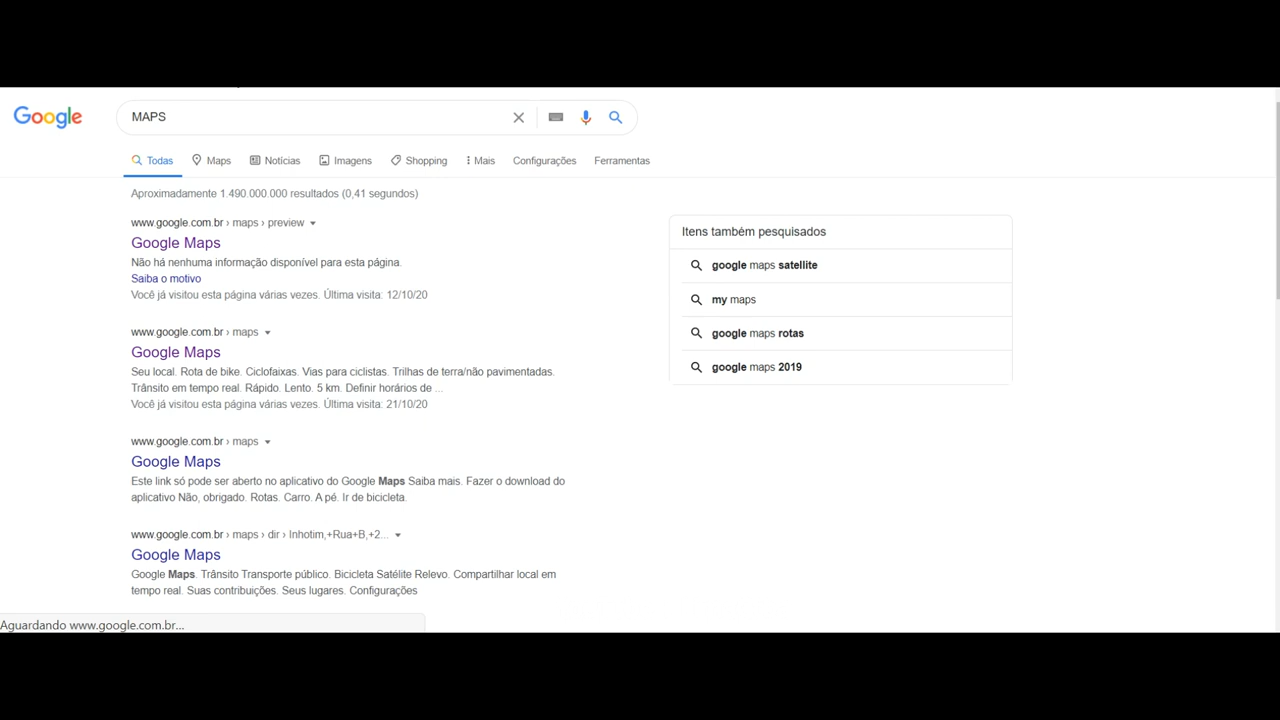 Google MAPS
Todas Maps Notícias Imagens Shopping Mais Configurações Ferramentas
Aproximadamente 1.490.000.000 resultados (0,41 segundos)
www.google.com.br › maps › preview
Google Maps
Não há nenhuma informação disponível para esta página.
Saiba o motivo
Você já visitou esta página várias vezes. Última visita: 12/10/20
www.google.com.br › maps
Google Maps
Seu local. Rota de bike. Ciclofaixas. Vias para ciclistas. Trilhas de terra/não pavimentadas.
Trânsito em tempo real. Rápido. Lento. 5 km. Definir horários de ...
Você já visitou esta página várias vezes. Última visita: 21/10/20
www.google.com.br › maps
Google Maps
Este link só pode ser aberto no aplicativo do Google Maps Saiba mais. Fazer o download do
aplicativo Não, obrigado. Rotas. Carro. A pé. Ir de bicicleta.
www.google.com.br › maps › dir › Inhotim,+Rua+B,+2...
Google Maps
Google Maps. Trânsito Transporte público. Bicicleta Satélite Relevo. Compartilhar local em
tempo real. Suas contribuições. Seus lugares. Configurações
Itens também pesquisados
google maps satellite
my maps
google maps rotas
google maps 2019
Aguardando www.google.com.br...